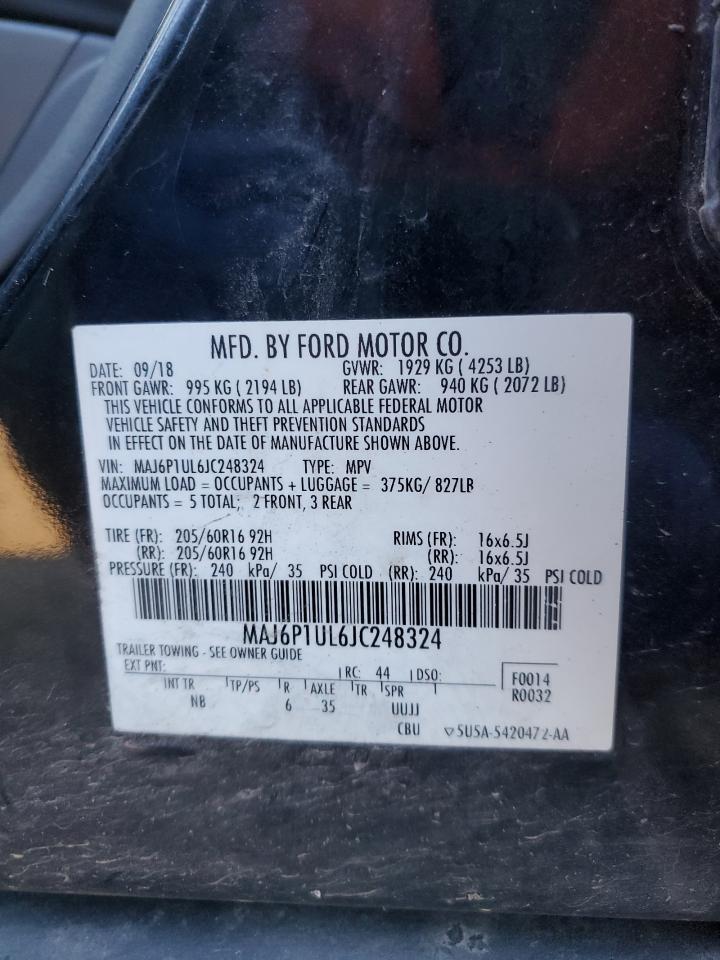 MFD. BY FORD MOTOR CO.
DATE: 09/18 GVWR: 1929 KG ( 4253 LB)
FRONT GAWR: 995 KG ( 2194 LB) REAR GAWR: 940 KG ( 2072 LB)
THIS VEHICLE CONFORMS TO ALL APPLICABLE FEDERAL MOTOR
VEHICLE SAFETY AND THEFT PREVENTION STANDARDS
IN EFFECT ON THE DATE OF MANUFACTURE SHOWN ABOVE.
VIN: MAJ6P1UL6JC248324 TYPE: MPV
MAXIMUM LOAD = OCCUPANTS + LUGGAGE = 375KG/ 827LB
OCCUPANTS = 5 TOTAL; 2 FRONT, 3 REAR
TIRE (FR): 205/60R16 92H RIMS (FR): 16x6.5J
(RR): 205/60R16 92H (RR): 16x6.5J
PRESSURE (FR): 240 kPa/ 35 PSI COLD (RR): 240 kPa/ 35 PSI COLD
MAJ6P1UL6JC248324
TRAILER TOWING - SEE OWNER GUIDE
EXT PNT: RC: 44 DSO: F0014
INT TR TP/PS R AXLE TR SPR R0032
NB 6 35 UUJJ
CBU 5U5A-5420472-AA